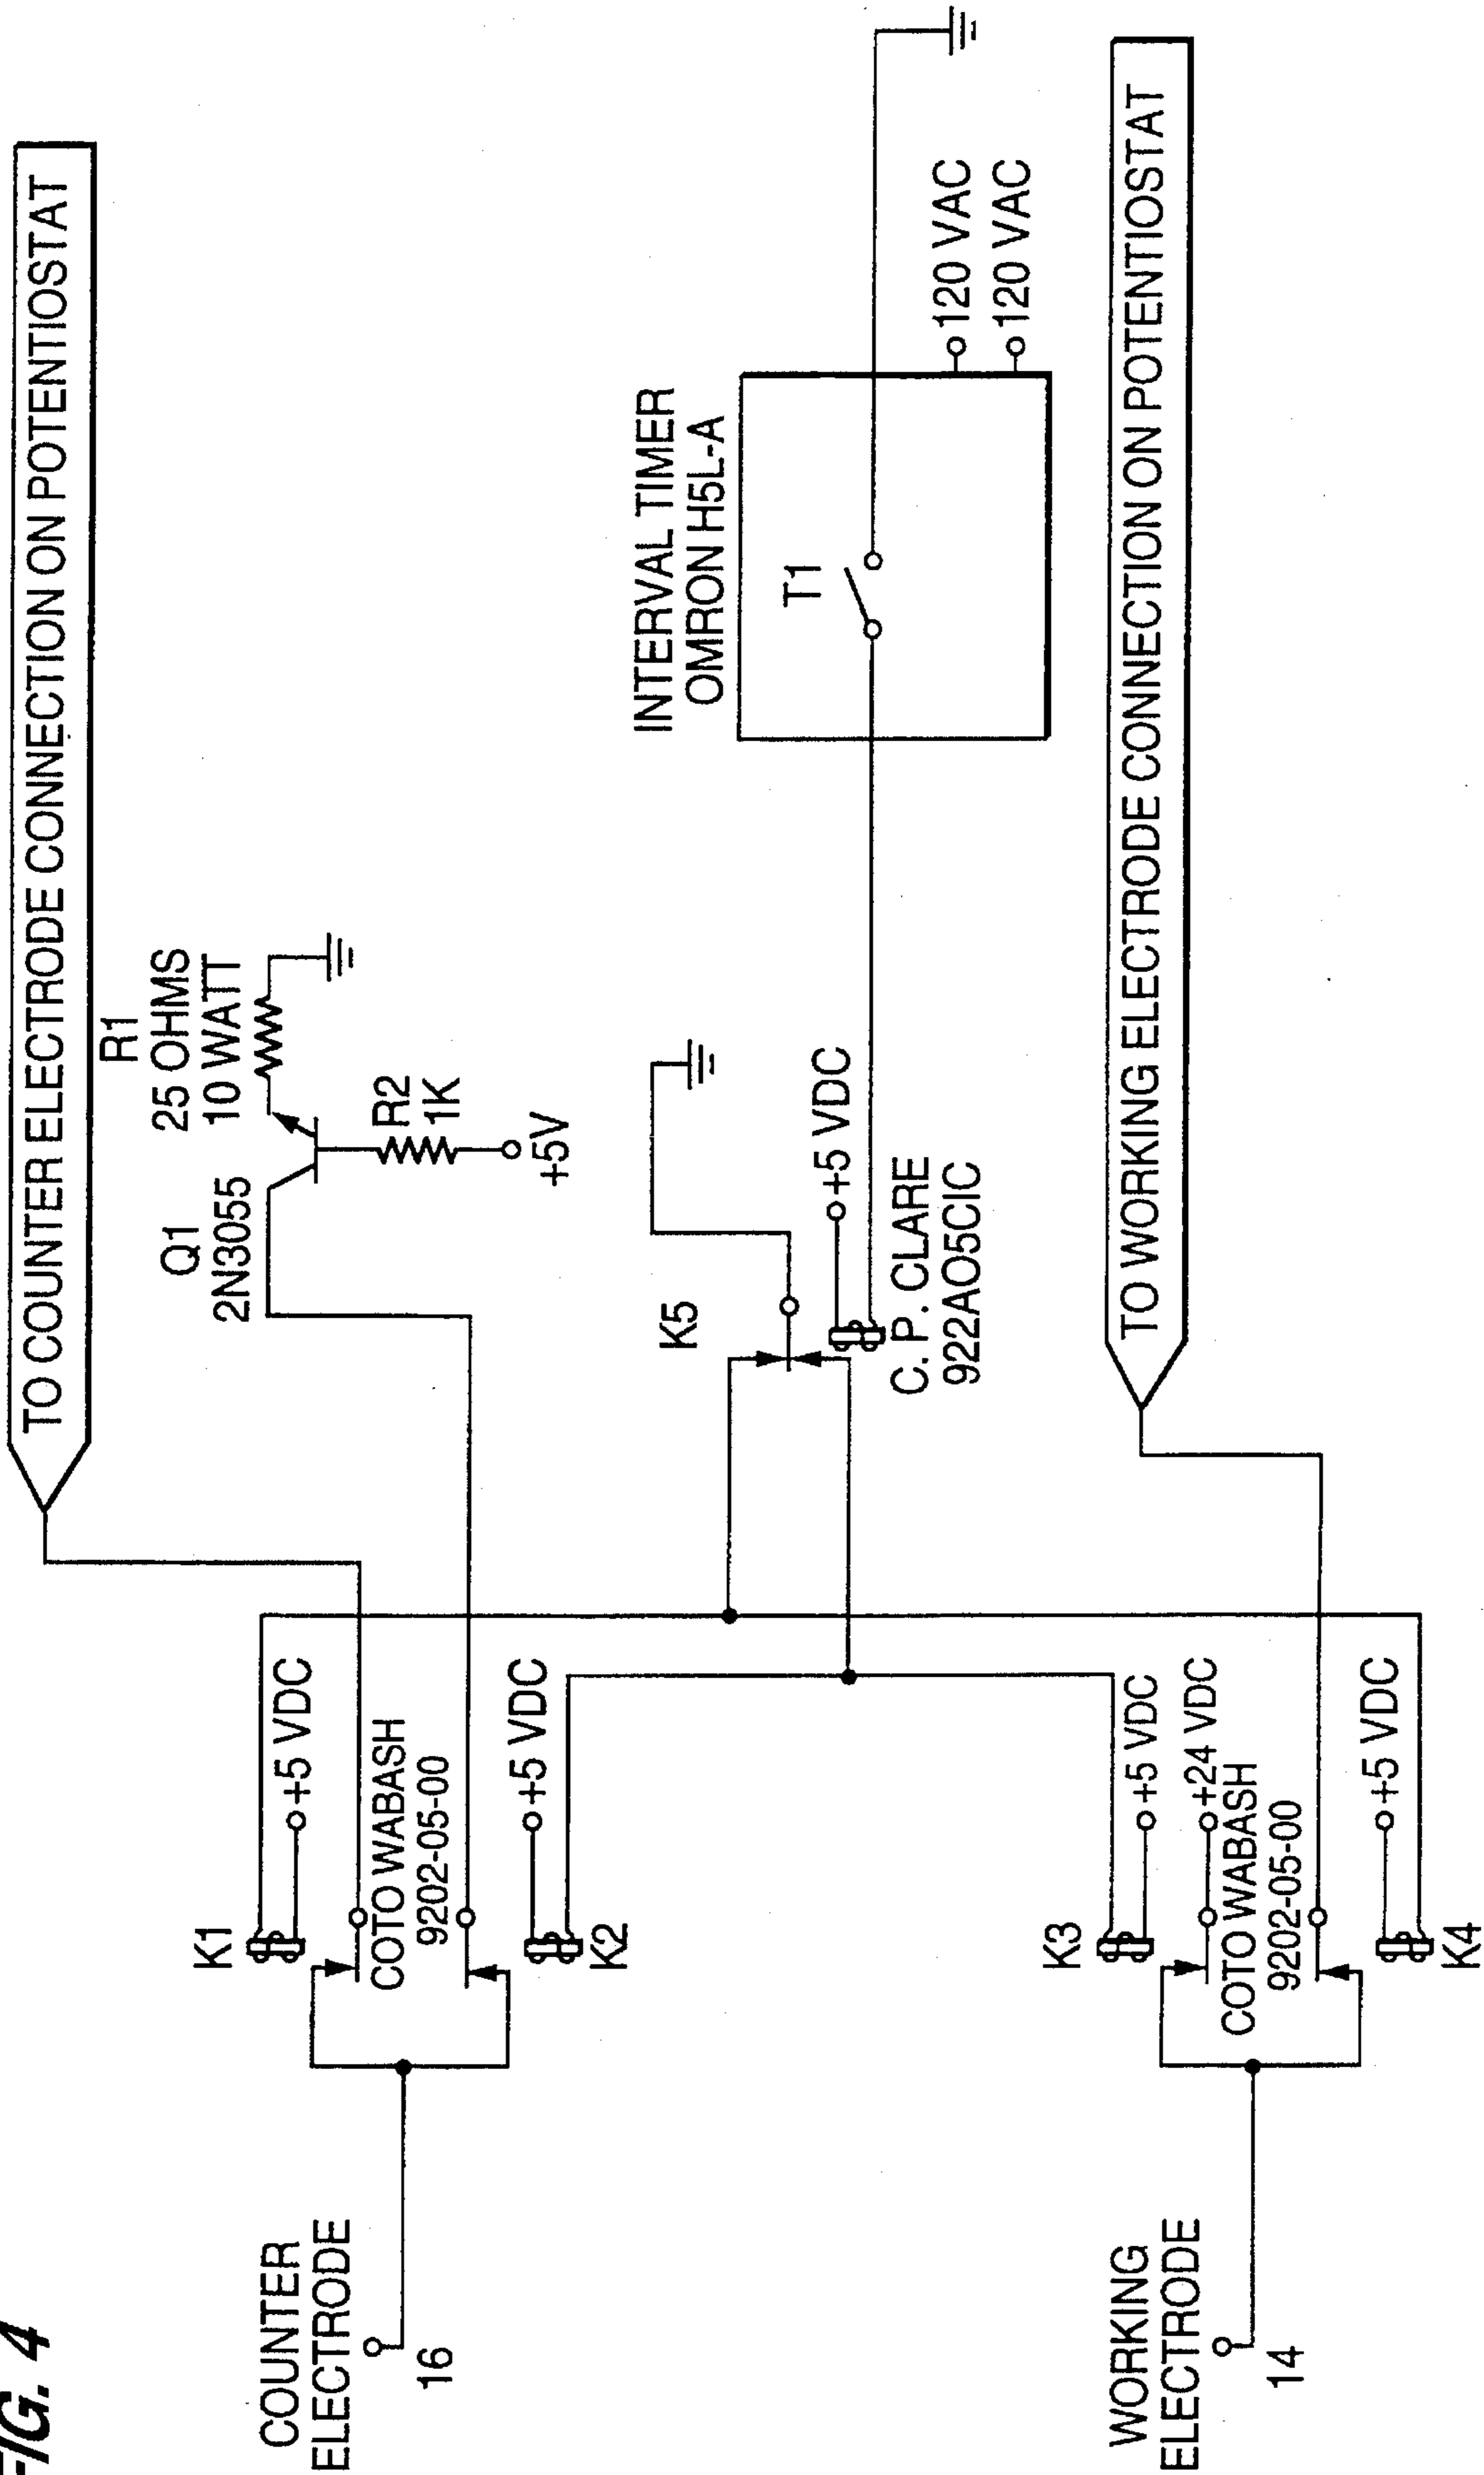 FIG. 4
TO COUNTER ELECTRODE CONNECTION ON POTENTIOSTAT
R1
25 OHMS
10 WATT
Q1
2N3055
R2
1K
+5V
K1
+5 VDC
COTO WABASH
9202-05-00
+5 VDC
K2
COUNTER
ELECTRODE
16
INTERVAL TIMER
OMRON H5L-A
T1
120 VAC
120 VAC
K5
+5 VDC
C. P. CLARE
922AO5CIC
K3
+5 VDC
+24 VDC
COTO WABASH
9202-05-00
+5 VDC
K4
WORKING
ELECTRODE
14
TO WORKING ELECTRODE CONNECTION ON POTENTIOSTAT